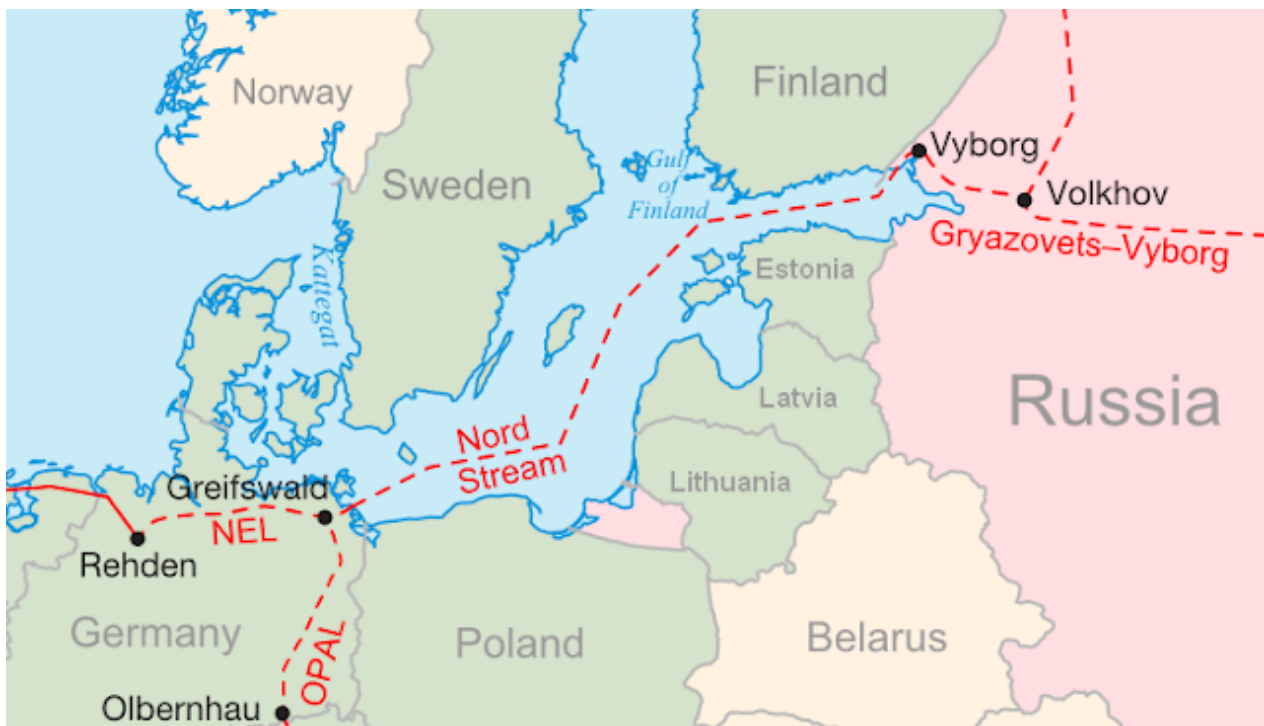 Finland
Norway
Vyborg
Gulf
of
Finland
Sweden
Volkhov
Gryazovets–Vyborg
Kattegat
Estonia
Russia
Latvia
Nord
Stream
Lithuania
Greifswald
NEL
Rehden
Germany
Poland
Belarus
OPAL
Olbernhau